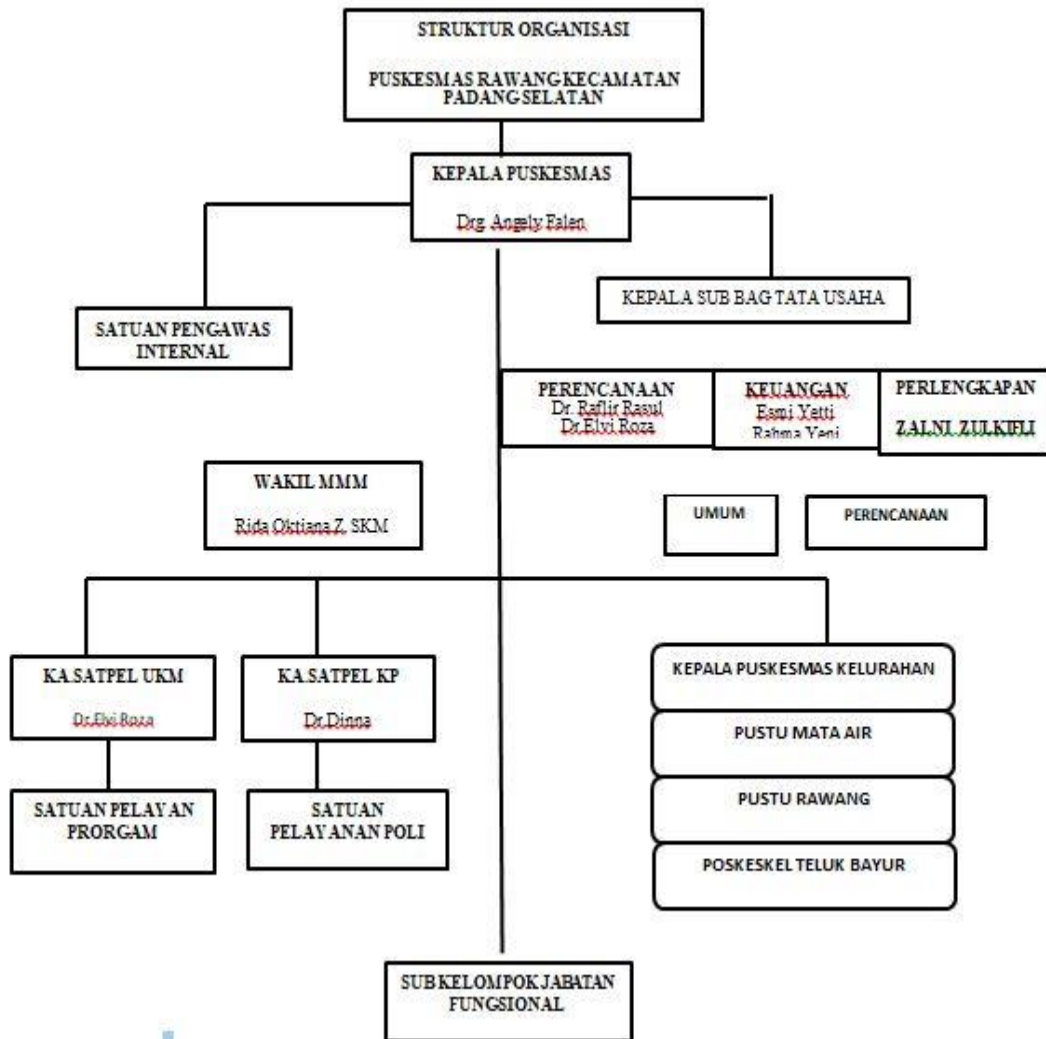 STRUKTUR ORGANISASI
PUSKESMAS RAWANG KECAMATAN
PADANG SELATAN
KEPALA PUSKESMAS
Drg. Angely Falen
KEPALA SUB BAG TATA USAHA
SATUAN PENGAWAS
INTERNAL
PERENCANAAN
Dr. Raflir Rasul
Dr.Elvi Roza
KEUANGAN
Esmi Yetti
Rahma Yeni
PERLENGKAPAN
ZALNI ZULKIFLI
WAKIL MMM
Rida Oktiana Z, SKM
UMUM
PERENCANAAN
KA.SATPEL UKM
Dr.Elvi Roza
KA.SATPEL KP
Dr.Dinna
KEPALA PUSKESMAS KELURAHAN
PUSTU MATA AIR
PUSTU RAWANG
POSKESKEL TELUK BAYUR
SATUAN PELAYAN
PRORGAM
SATUAN
PELAYANAN POLI
SUB KELOMPOK JABATAN
FUNGSIONAL